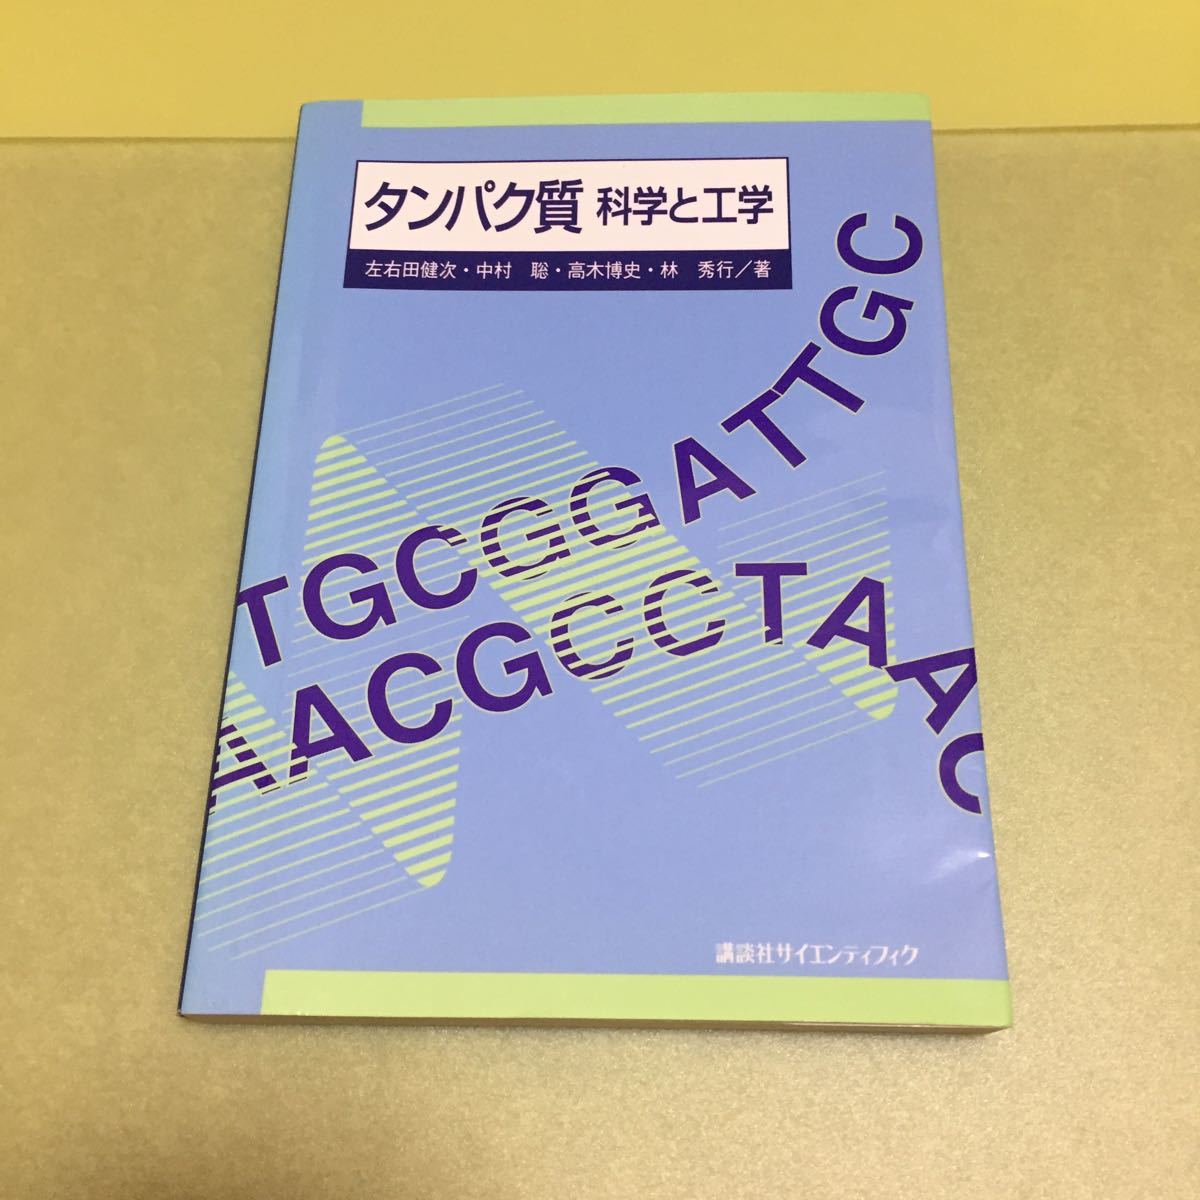 タンパク質 科学と工学
左右田健次・中村 聡・高木博史・林 秀行／著
TGCGGATTGC
AACGCCTAAC
講談社サイエンティフィク